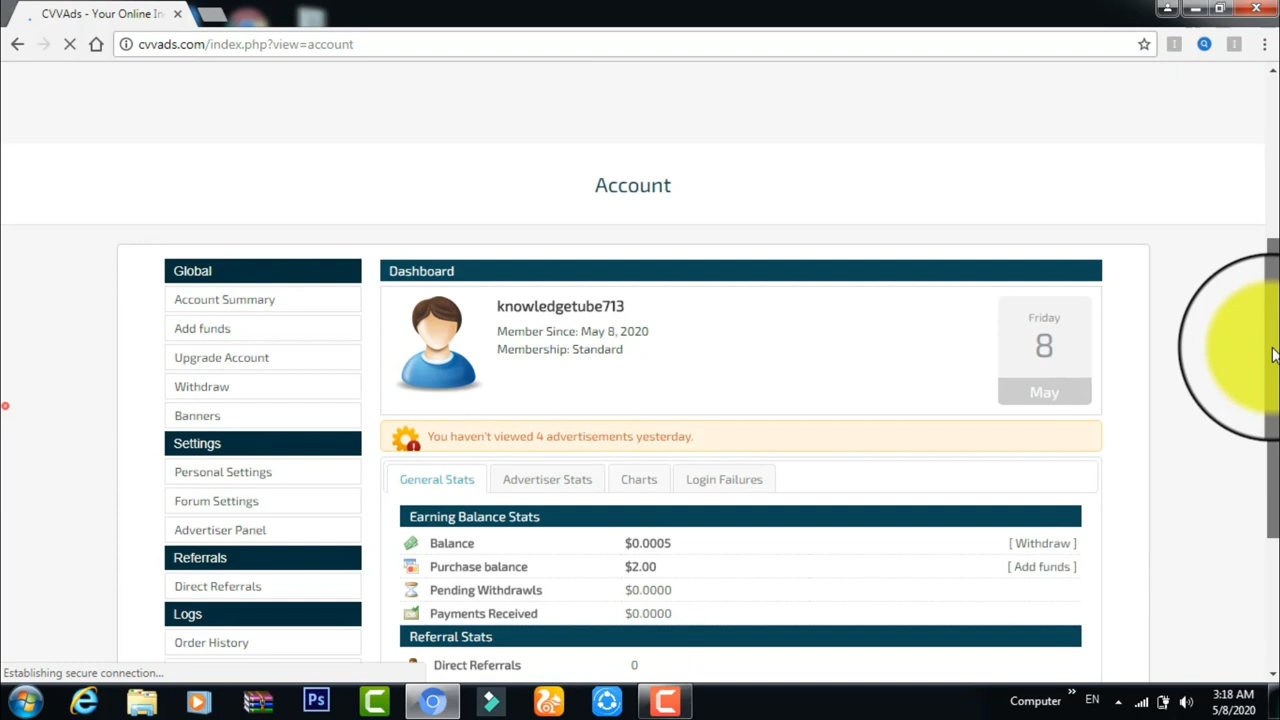 CVVAds - Your Online In
cvvads.com/index.php?view=account
Account
Global
Account Summary
Add funds
Upgrade Account
Withdraw
Banners
Settings
Personal Settings
Forum Settings
Advertiser Panel
Referrals
Direct Referrals
Logs
Order History
Dashboard
knowledgetube713
Member Since: May 8, 2020
Membership: Standard
Friday
8
May
You haven't viewed 4 advertisements yesterday.
General Stats Advertiser Stats Charts Login Failures
Earning Balance Stats
Balance $0.0005 [ Withdraw ]
Purchase balance $2.00 [ Add funds ]
Pending Withdrawls $0.0000
Payments Received $0.0000
Referral Stats
Direct Referrals 0
Establishing secure connection...
Ps
Computer » EN 3:18 AM
5/8/2020